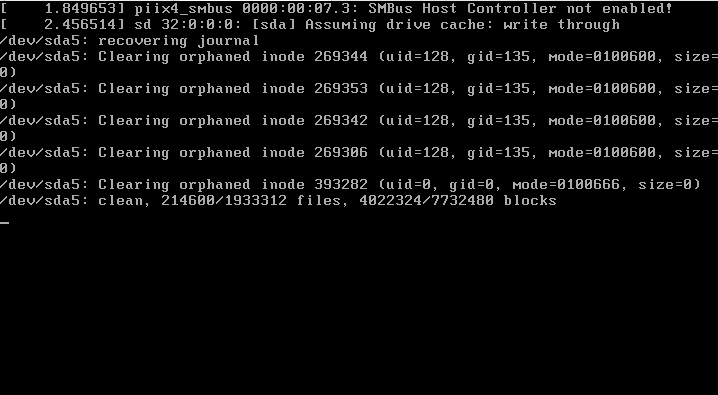 [    1.849653] piix4_smbus 0000:00:07.3: SMBus Host Controller not enabled!
[    2.456514] sd 32:0:0:0: [sda] Assuming drive cache: write through
/dev/sda5: recovering journal
/dev/sda5: Clearing orphaned inode 269344 (uid=128, gid=135, mode=0100600, size=
0)
/dev/sda5: Clearing orphaned inode 269353 (uid=128, gid=135, mode=0100600, size=
0)
/dev/sda5: Clearing orphaned inode 269342 (uid=128, gid=135, mode=0100600, size=
0)
/dev/sda5: Clearing orphaned inode 269306 (uid=128, gid=135, mode=0100600, size=
0)
/dev/sda5: Clearing orphaned inode 393282 (uid=0, gid=0, mode=0100666, size=0)
/dev/sda5: clean, 214600/1933312 files, 4022324/7732480 blocks